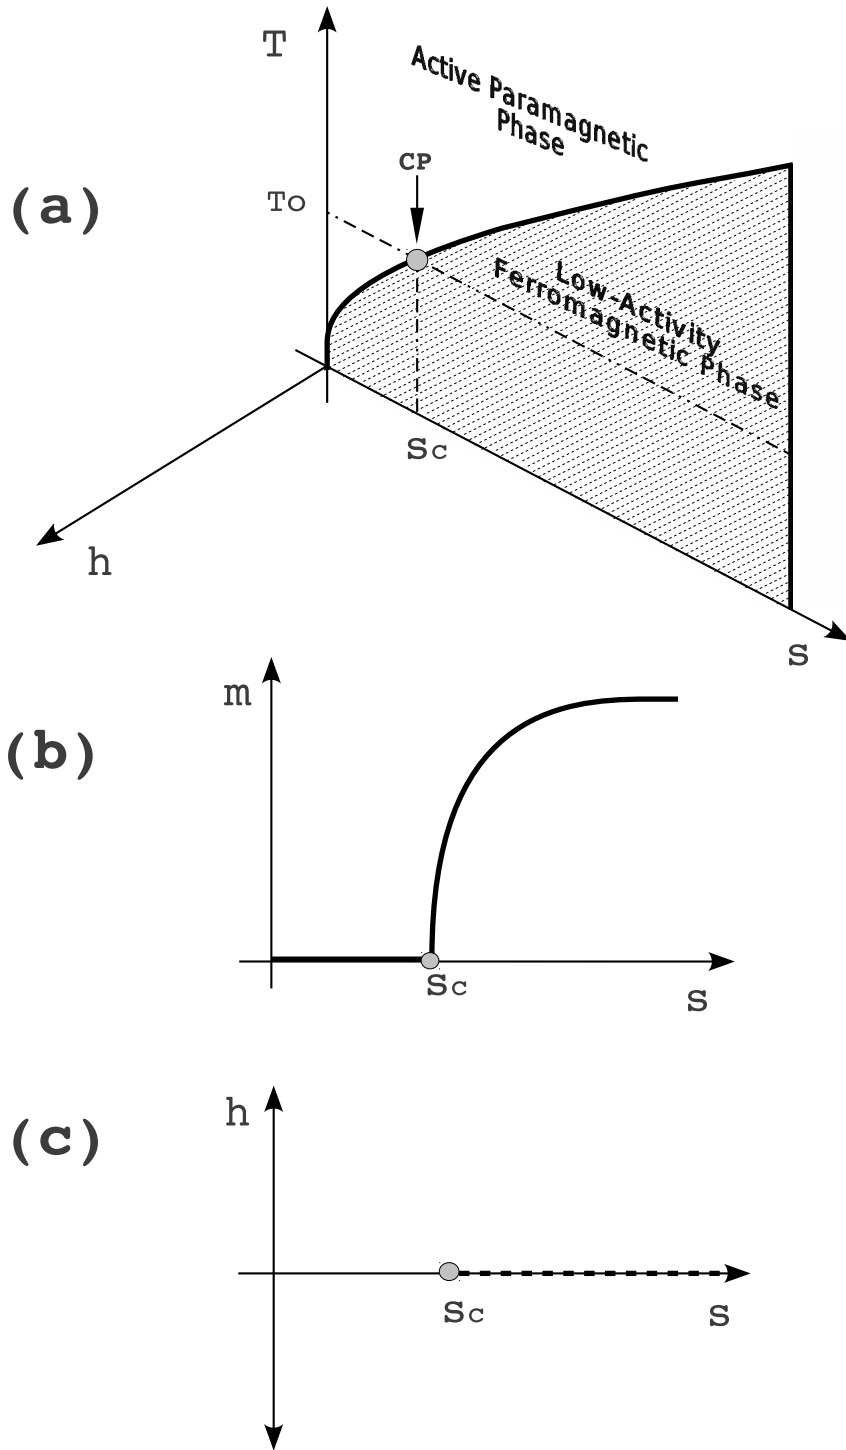 (a)
T
Active Paramagnetic
Phase
CP
To
Low-Activity
Ferromagnetic Phase
Sc
h
S
(b)
m
Sc
S
(c)
h
Sc
S